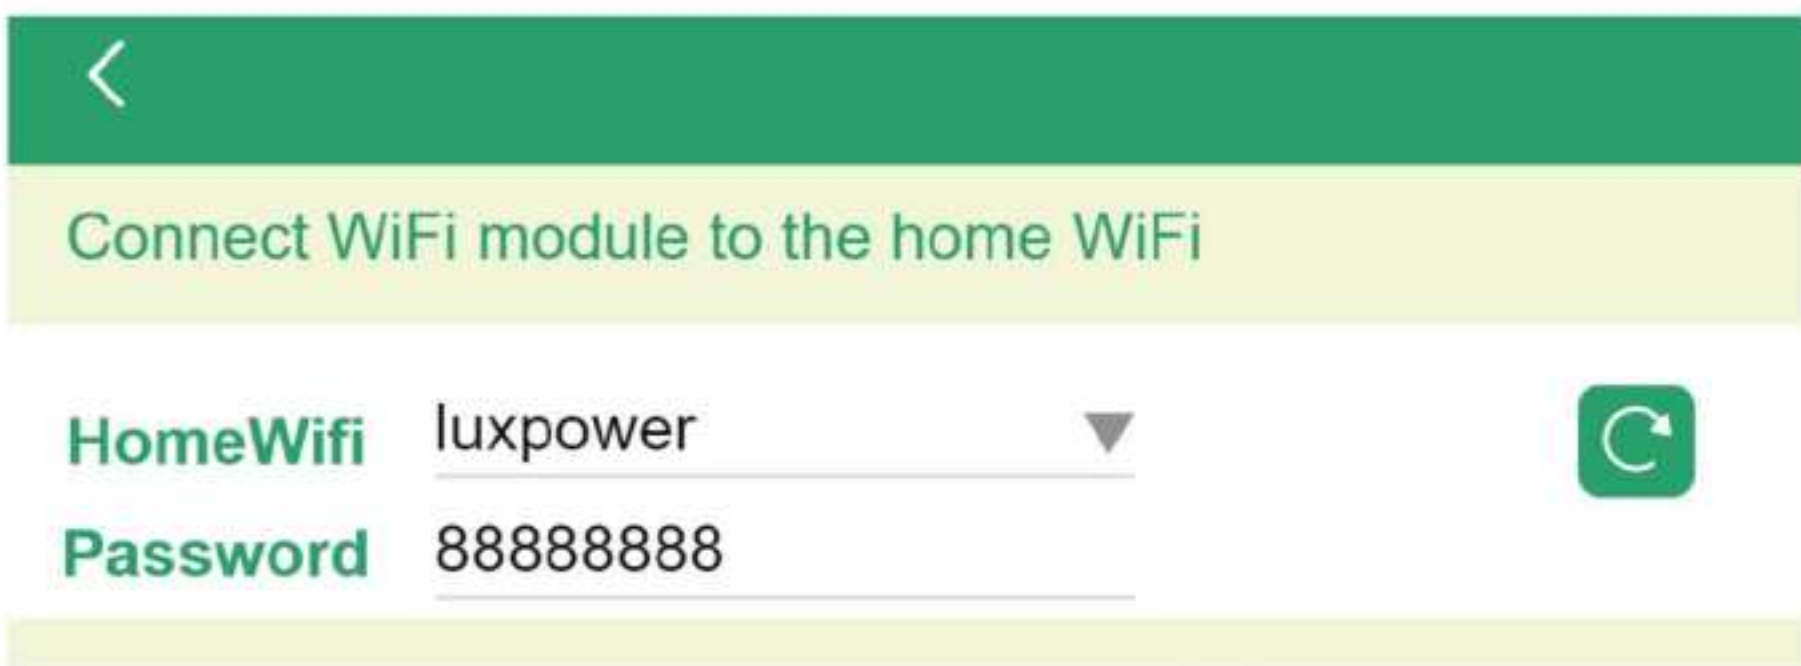 Connect WiFi module to the home WiFi
HomeWifi luxpower
Password 88888888